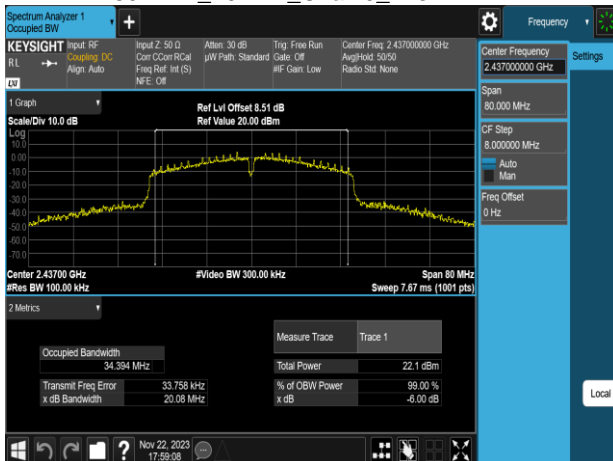 Spectrum Analyzer 1
Occupied BW
Frequency
KEYSIGHT
RL
Input: RF
Coupling: DC
Align: Auto
Input Z: 50 Ω
Corr CCorr RCal
Freq Ref: Int (S)
NFE: Off
Atten: 30 dB
µW Path: Standard
Trig: Free Run
Gate: Off
#IF Gain: Low
Center Freq: 2.437000000 GHz
Avg|Hold: 50/50
Radio Std: None
LXI
1 Graph
Scale/Div 10.0 dB
Ref Lvl Offset 8.51 dB
Ref Value 20.00 dBm
Log
10.0
0.00
-10.0
-20.0
-30.0
-40.0
-50.0
-60.0
-70.0
Center 2.43700 GHz
#Res BW 100.00 kHz
#Video BW 300.00 kHz
Span 80 MHz
Sweep 7.67 ms (1001 pts)
2 Metrics
Measure Trace
Trace 1
Occupied Bandwidth
34.394 MHz
Total Power
22.1 dBm
Transmit Freq Error
33.758 kHz
% of OBW Power
99.00 %
x dB Bandwidth
20.08 MHz
x dB
-6.00 dB
Center Frequency
2.437000000 GHz
Settings
Span
80.000 MHz
CF Step
8.000000 MHz
Auto
Man
Freq Offset
0 Hz
Local
?
Nov 22, 2023
17:59:08